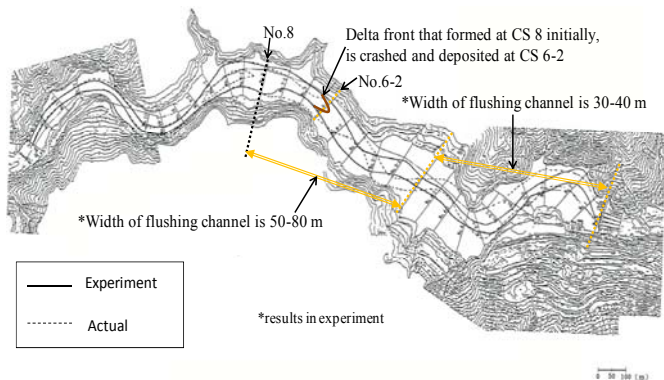 No.8
Delta front that formed at CS 8 initially,
is crashed and deposited at CS 6-2
No.6-2
*Width of flushing channel is 30-40 m
*Width of flushing channel is 50-80 m
Experiment
Actual
*results in experiment
0 50 100 (m)